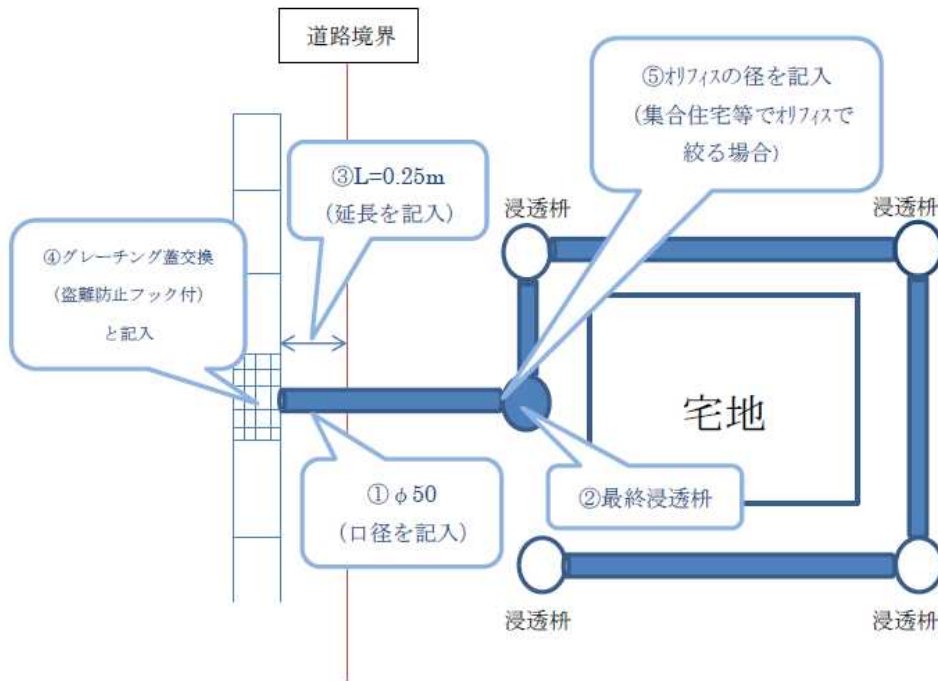 道路境界
⑤ｵﾘﾌｨｽの径を記入
(集合住宅等でｵﾘﾌｨｽで
絞る場合)
③L=0.25m
(延長を記入)
浸透枡
浸透枡
④グレーチング蓋交換
(盗難防止フック付)
と記入
宅地
①φ50
(口径を記入)
②最終浸透枡
浸透枡
浸透枡